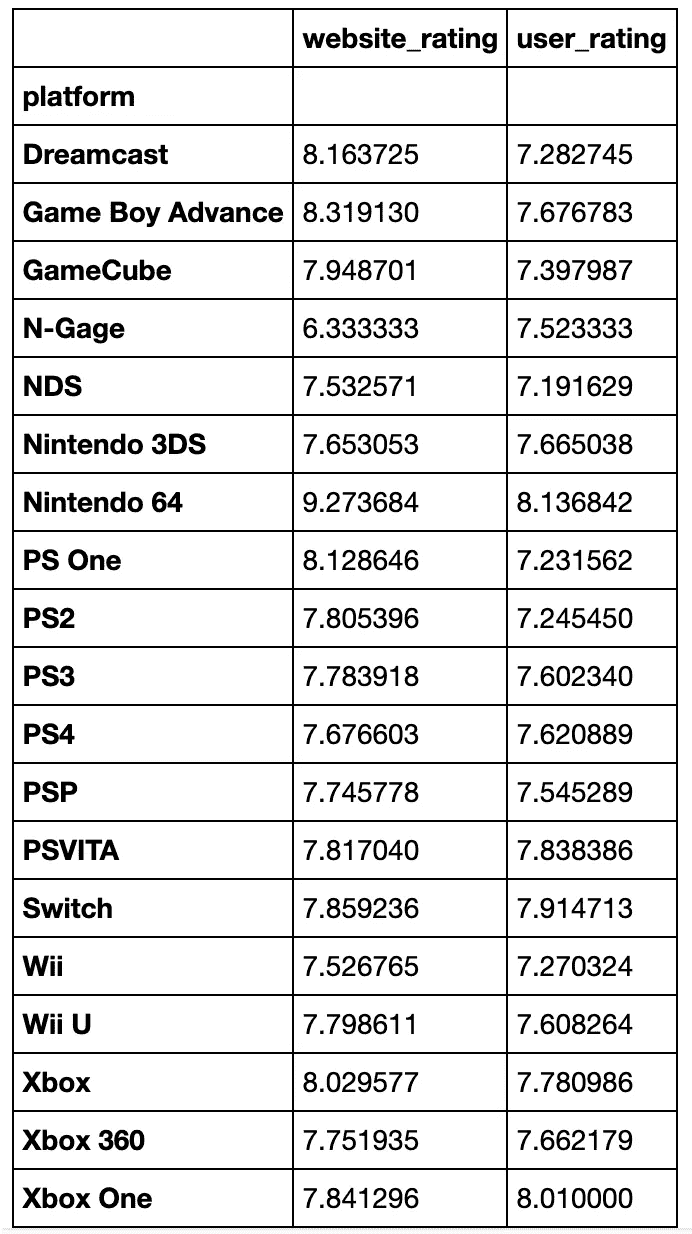 website_rating user_rating
platform
Dreamcast 8.163725 7.282745
Game Boy Advance 8.319130 7.676783
GameCube 7.948701 7.397987
N-Gage 6.333333 7.523333
NDS 7.532571 7.191629
Nintendo 3DS 7.653053 7.665038
Nintendo 64 9.273684 8.136842
PS One 8.128646 7.231562
PS2 7.805396 7.245450
PS3 7.783918 7.602340
PS4 7.676603 7.620889
PSP 7.745778 7.545289
PSVITA 7.817040 7.838386
Switch 7.859236 7.914713
Wii 7.526765 7.270324
Wii U 7.798611 7.608264
Xbox 8.029577 7.780986
Xbox 360 7.751935 7.662179
Xbox One 7.841296 8.010000